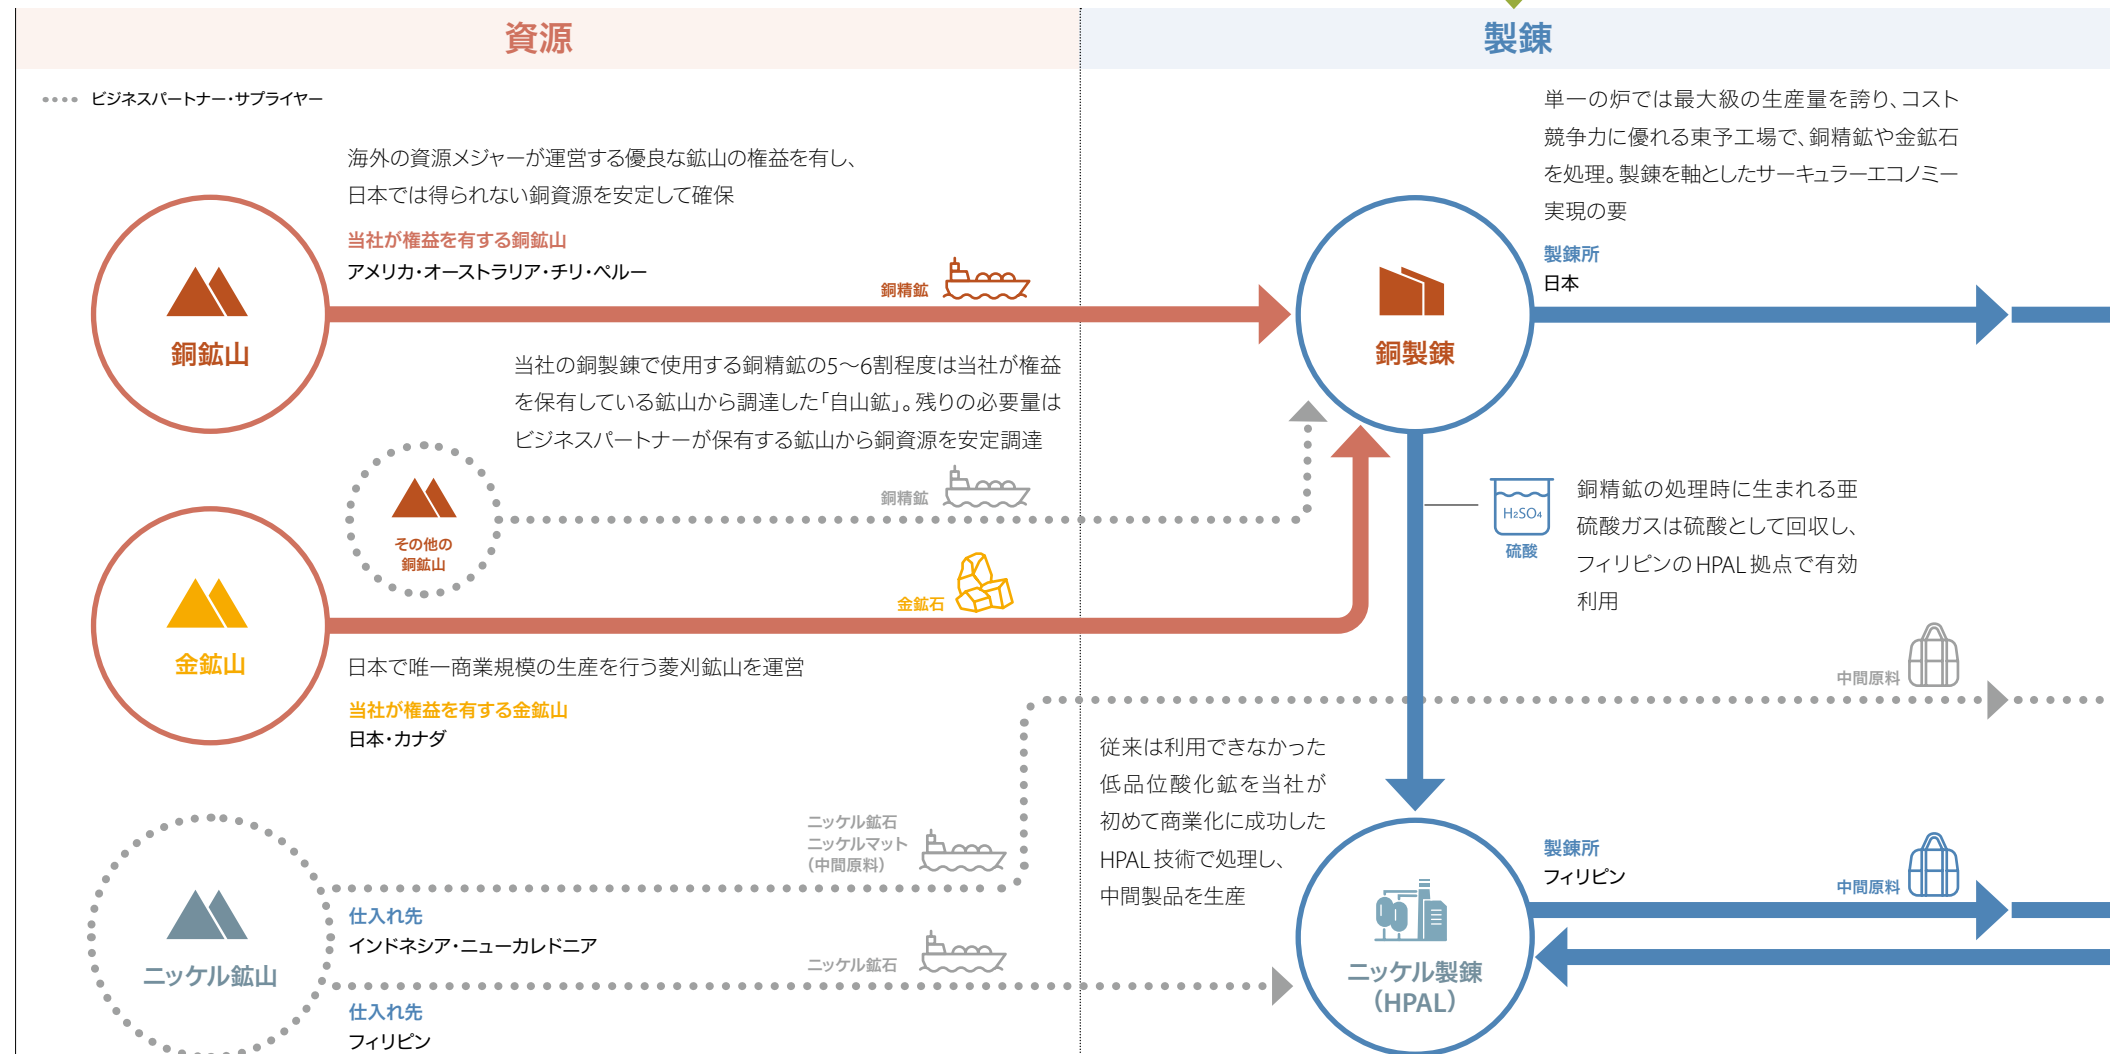 資源
製錬
ビジネスパートナー・サプライヤー
海外の資源メジャーが運営する優良な鉱山の権益を有し、
日本では得られない銅資源を安定して確保
当社が権益を有する銅鉱山
アメリカ・オーストラリア・チリ・ペルー
銅鉱山
銅精鉱
当社の銅製錬で使用する銅精鉱の5〜6割程度は当社が権益
を保有している鉱山から調達した「自山鉱」。残りの必要量は
ビジネスパートナーが保有する鉱山から銅資源を安定調達
その他の
銅鉱山
銅精鉱
金鉱山
金鉱石
日本で唯一商業規模の生産を行う菱刈鉱山を運営
当社が権益を有する金鉱山
日本・カナダ
ニッケル鉱山
ニッケル鉱石
ニッケルマット
（中間原料）
仕入れ先
インドネシア・ニューカレドニア
ニッケル鉱石
仕入れ先
フィリピン
単一の炉では最大級の生産量を誇り、コスト
競争力に優れる東予工場で、銅精鉱や金鉱石
を処理。製錬を軸としたサーキュラーエコノミー
実現の要
製錬所
日本
銅製錬
H2SO4
硫酸
銅精鉱の処理時に生まれる亜
硫酸ガスは硫酸として回収し、
フィリピンのHPAL拠点で有効
利用
中間原料
従来は利用できなかった
低品位酸化鉱を当社が
初めて商業化に成功した
HPAL技術で処理し、
中間製品を生産
製錬所
フィリピン
中間原料
ニッケル製錬
（HPAL）